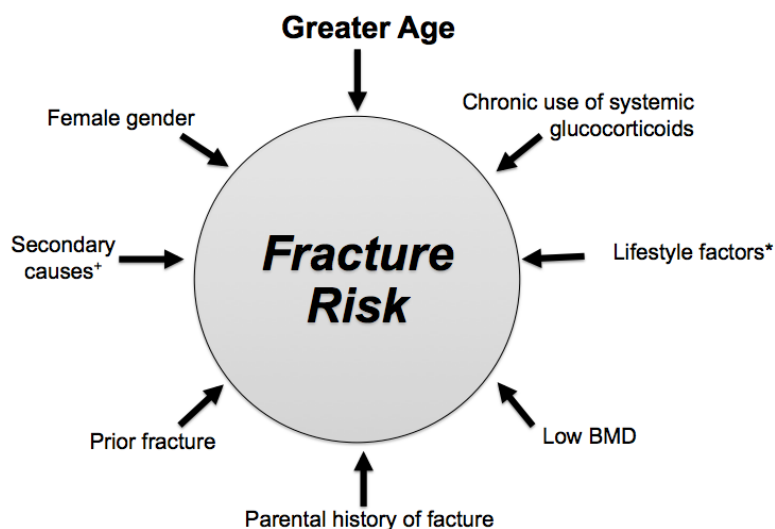 Greater Age
Female gender
Chronic use of systemic
glucocorticoids
Secondary
causes⁺
Fracture
Risk
Lifestyle factors*
Prior fracture
Low BMD
Parental history of facture